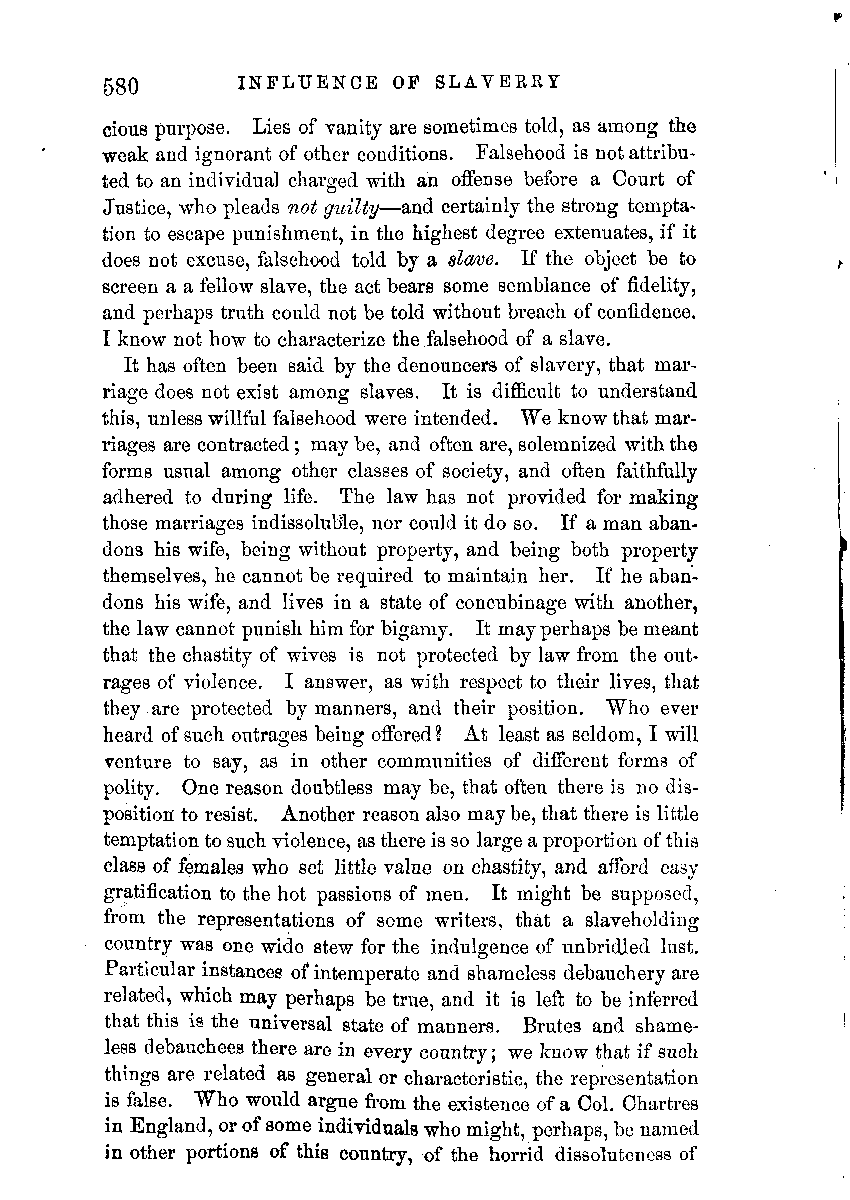 580 INFLUENCE OF SLAVERRY
cious purpose. Lies of vanity are sometimes told, as among the
weak and ignorant of other conditions. Falsehood is not attribu-
ted to an individual charged with an offense before a Court of
Justice, who pleads not guilty—and certainly the strong tempta-
tion to escape punishment, in the highest degree extenuates, if it
does not excuse, falsehood told by a slave. If the object be to
screen a a fellow slave, the act bears some semblance of fidelity,
and perhaps truth could not be told without breach of confidence.
I know not how to characterize the falsehood of a slave.
It has often been said by the denouncers of slavery, that mar-
riage does not exist among slaves. It is difficult to understand
this, unless willful falsehood were intended. We know that mar-
riages are contracted; may be, and often are, solemnized with the
forms usual among other classes of society, and often faithfully
adhered to during life. The law has not provided for making
those marriages indissoluble, nor could it do so. If a man aban-
dons his wife, being without property, and being both property
themselves, he cannot be required to maintain her. If he aban-
dons his wife, and lives in a state of concubinage with another,
the law cannot punish him for bigamy. It may perhaps be meant
that the chastity of wives is not protected by law from the out-
rages of violence. I answer, as with respect to their lives, that
they are protected by manners, and their position. Who ever
heard of such outrages being offered? At least as seldom, I will
venture to say, as in other communities of different forms of
polity. One reason doubtless may be, that often there is no dis-
position to resist. Another reason also may be, that there is little
temptation to such violence, as there is so large a proportion of this
class of females who set little value on chastity, and afford easy
gratification to the hot passions of men. It might be supposed,
from the representations of some writers, that a slaveholding
country was one wide stew for the indulgence of unbridled lust.
Particular instances of intemperate and shameless debauchery are
related, which may perhaps be true, and it is left to be inferred
that this is the universal state of manners. Brutes and shame-
less debauchees there are in every country; we know that if such
things are related as general or characteristic, the representation
is false. Who would argue from the existence of a Col. Chartres
in England, or of some individuals who might, perhaps, be named
in other portions of this country, of the horrid dissoluteness of